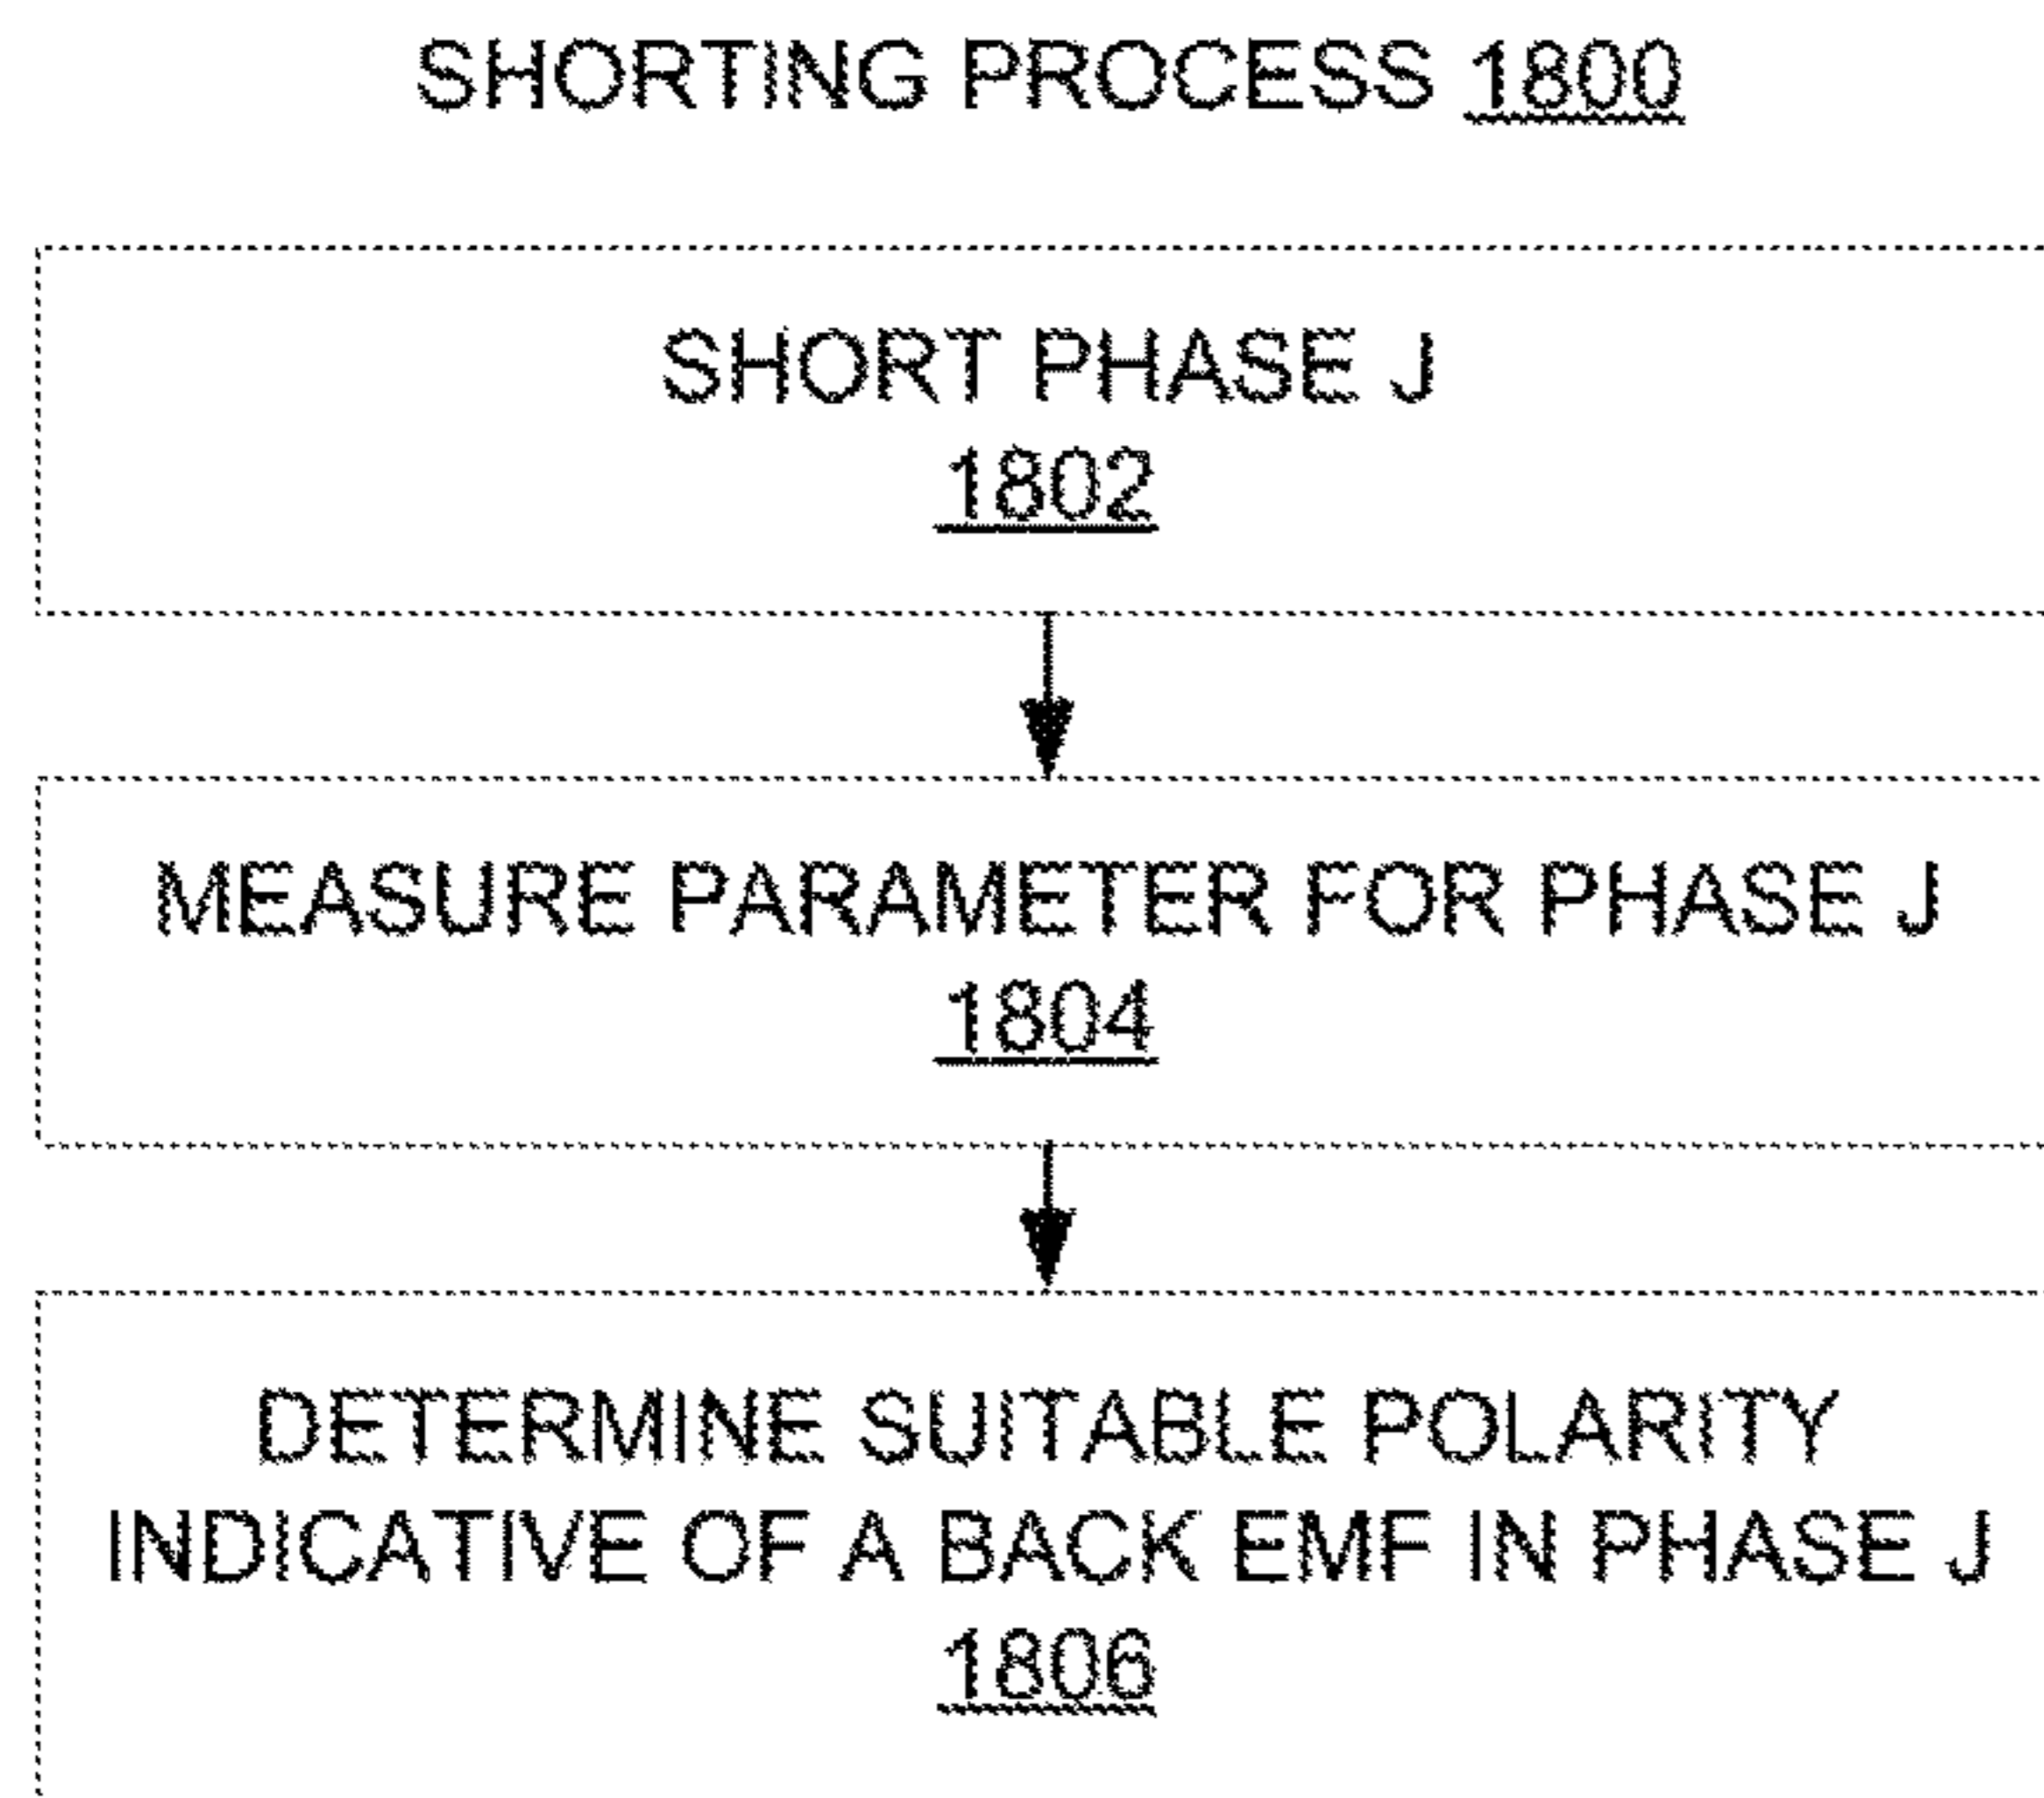 SHORTING PROCESS 1800
SHORT PHASE J
1802
MEASURE PARAMETER FOR PHASE J
1804
DETERMINE SUITABLE POLARITY
INDICATIVE OF A BACK EMF IN PHASE J
1806